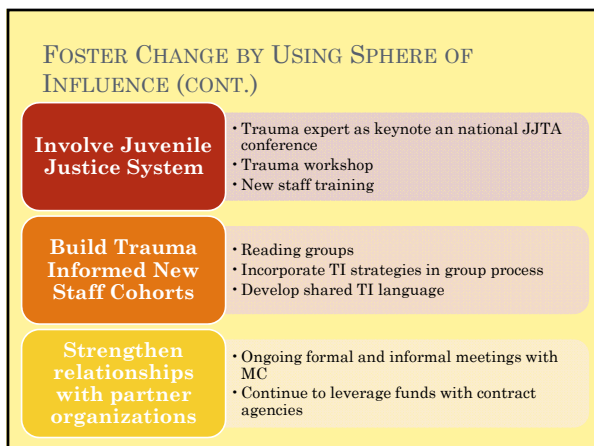 FOSTER CHANGE BY USING SPHERE OF
INFLUENCE (CONT.)
Involve Juvenile
Justice System
• Trauma expert as keynote an national JJTA
conference
• Trauma workshop
• New staff training
Build Trauma
Informed New
Staff Cohorts
• Reading groups
• Incorporate TI strategies in group process
• Develop shared TI language
Strengthen
relationships
with partner
organizations
• Ongoing formal and informal meetings with
MC
• Continue to leverage funds with contract
agencies